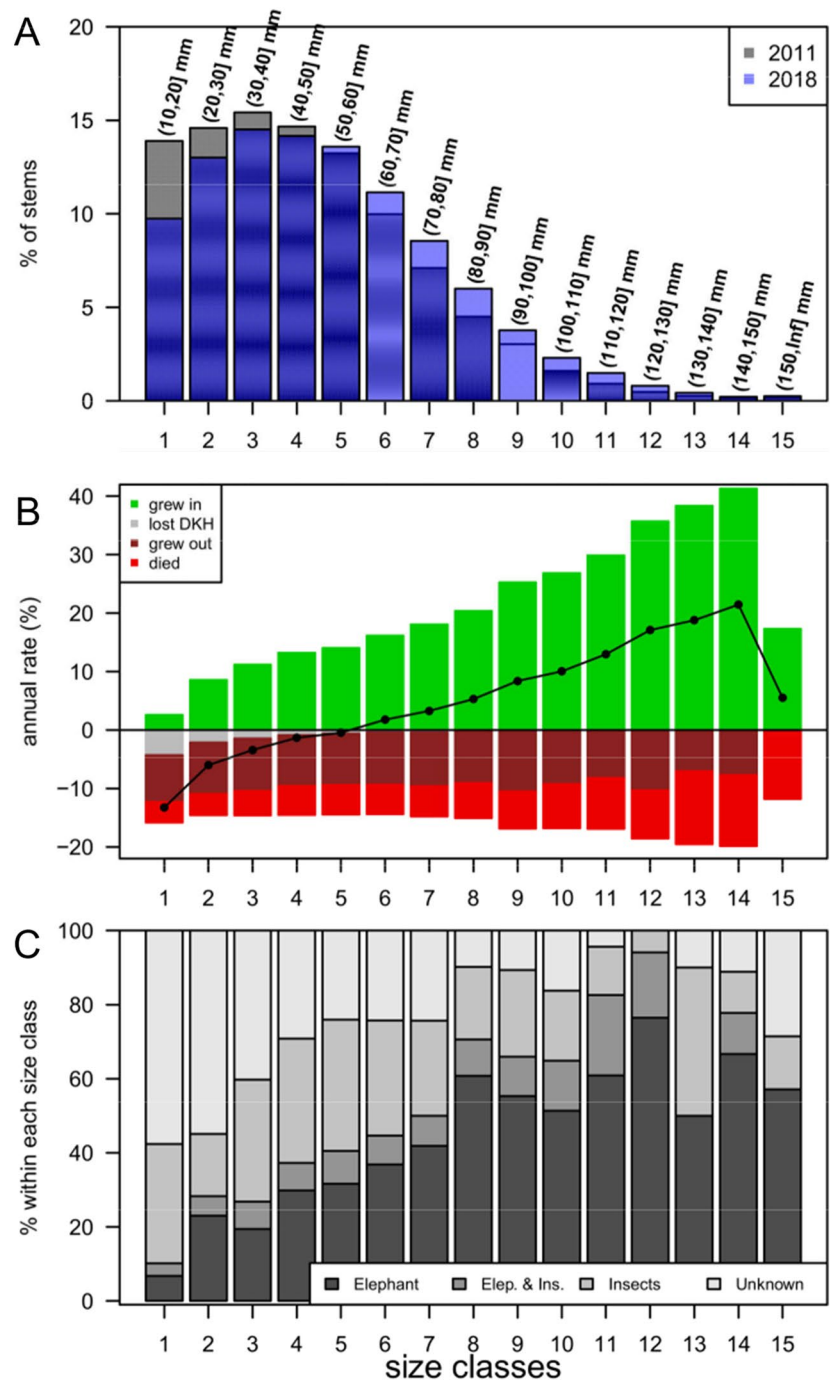 A
20
15
10
5
0
% of stems
2011
2018
(10,20] mm
(20,30] mm
(30,40] mm
(40,50] mm
(50,60] mm
(60,70] mm
(70,80] mm
(80,90] mm
(90,100] mm
(100,110] mm
(110,120] mm
(120,130] mm
(130,140] mm
(140,150] mm
(150,Inf] mm
1 2 3 4 5 6 7 8 9 10 11 12 13 14 15
B
40
30
20
10
0
−10
−20
annual rate (%)
grew in
lost DKH
grew out
died
1 2 3 4 5 6 7 8 9 10 11 12 13 14 15
C
100
80
60
40
20
0
% within each size class
Elephant Elep. & Ins. Insects Unknown
1 2 3 4 5 6 7 8 9 10 11 12 13 14 15
size classes